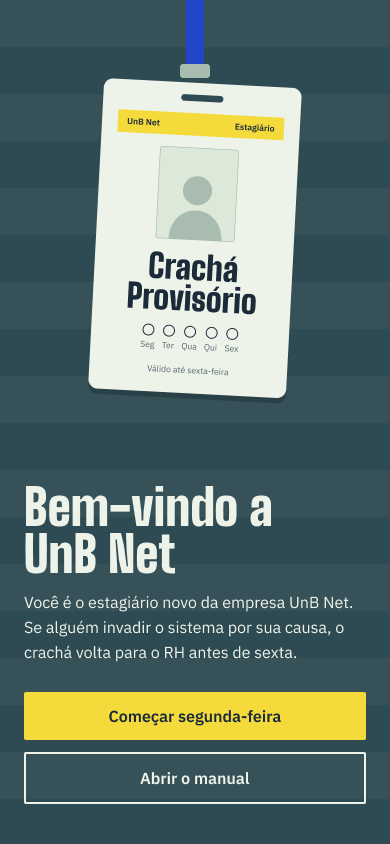 UnB Net
Estagiário
Crachá
Provisório
Seg Ter Qua Qui Sex
Válido até sexta-feira
Bem-vindo a
UnB Net
Você é o estagiário novo da empresa UnB Net.
Se alguém invadir o sistema por sua causa, o
crachá volta para o RH antes de sexta.
Começar segunda-feira
Abrir o manual